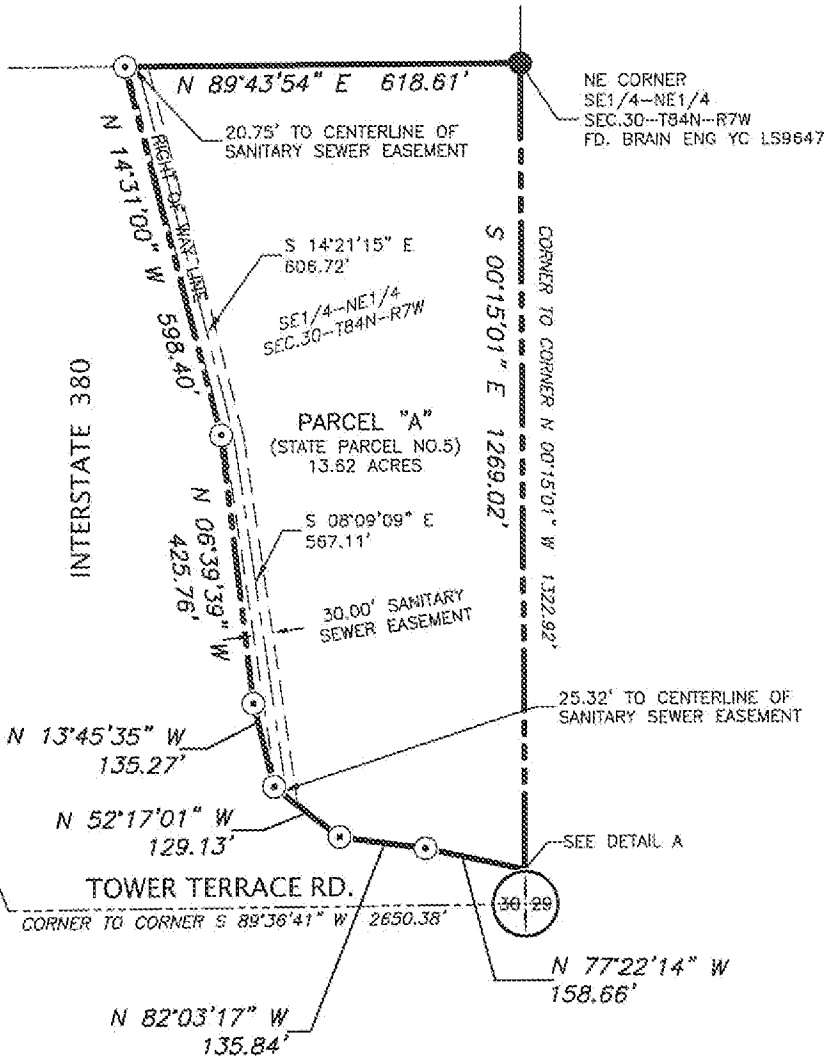 N 89°43'54" E 618.61'
NE CORNER
SE1/4-NE1/4
SEC.30-T84N-R7W
FD. BRAIN ENG YC LS9647
20.75' TO CENTERLINE OF
SANITARY SEWER EASEMENT
N 14°31'00" W 598.40'
RIGHT OF WAY LINE
S 14°21'15" E
606.72'
SE1/4-NE1/4
SEC.30-T84N-R7W
S 00°15'01" E 1269.02'
CORNER TO CORNER N 00°15'01" W 1322.92'
INTERSTATE 380
PARCEL "A"
(STATE PARCEL NO.5)
13.62 ACRES
N 06°39'39" W
425.76'
S 08°09'09" E
567.11'
30.00' SANITARY
SEWER EASEMENT
25.32' TO CENTERLINE OF
SANITARY SEWER EASEMENT
N 13°45'35" W
135.27'
N 52°17'01" W
129.13'
SEE DETAIL A
TOWER TERRACE RD.
30 29
CORNER TO CORNER S 89°36'41" W 2650.38'
N 77°22'14" W
158.66'
N 82°03'17" W
135.84'